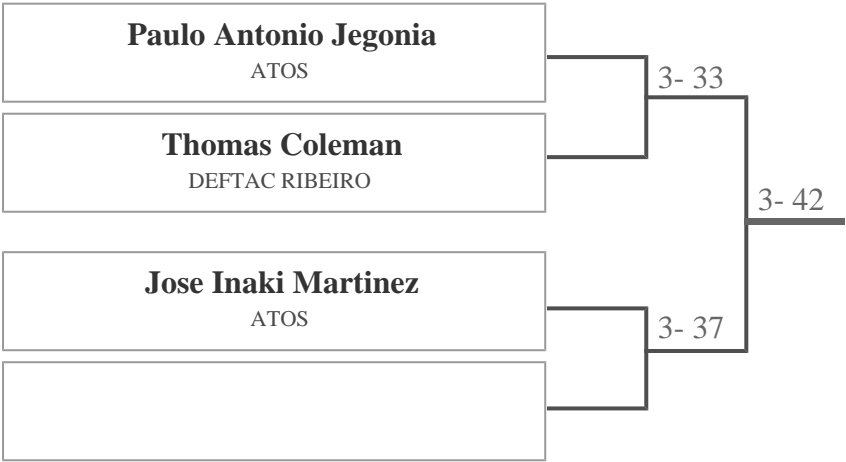 Paulo Antonio Jegonia
ATOS
3- 33
Thomas Coleman
DEFTAC RIBEIRO
3- 42
Jose Inaki Martinez
ATOS
3- 37